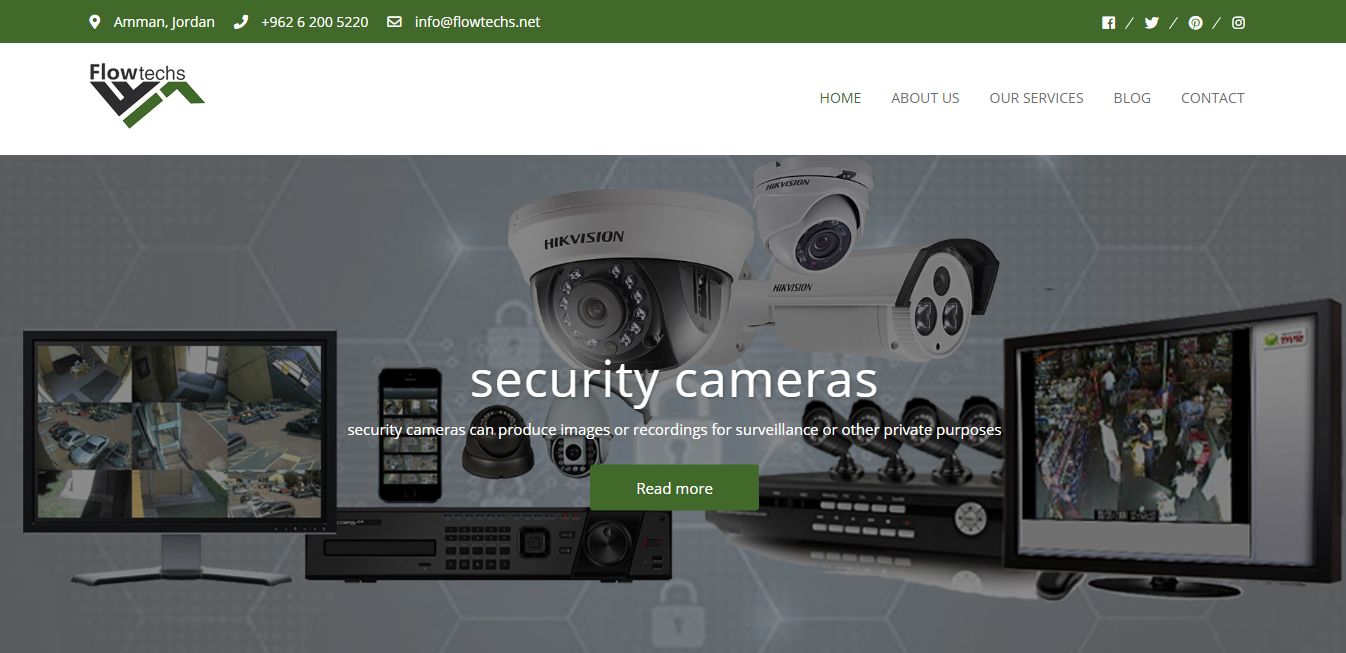 Amman, Jordan +962 6 200 5220 info@flowtechs.net
Flowtechs
HOME ABOUT US OUR SERVICES BLOG CONTACT
HIKVISION
HIKVISION
HIKVISION
security cameras
security cameras can produce images or recordings for surveillance or other private purposes
Read more